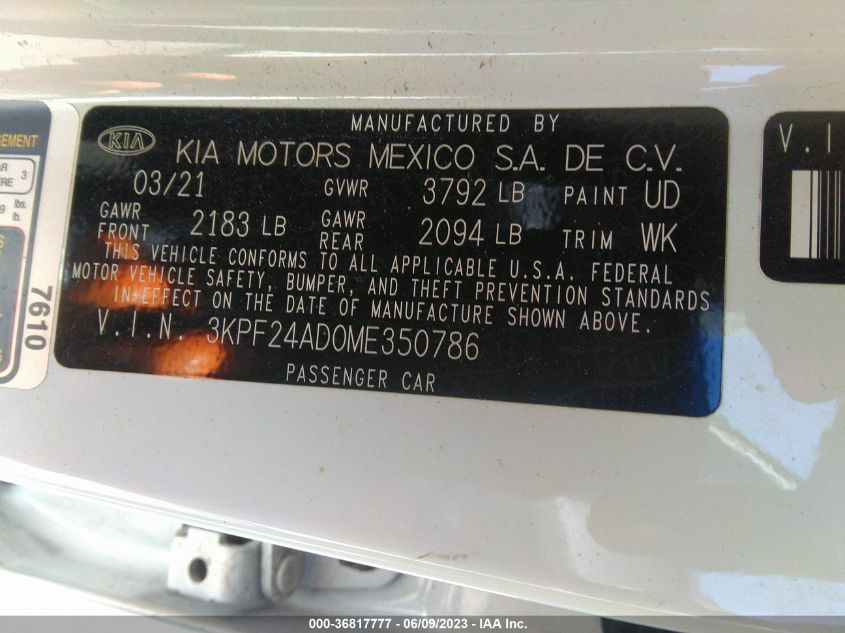 MANUFACTURED BY
KIA KIA MOTORS MEXICO S.A. DE C.V.
03/21 GVWR 3792 LB PAINT UD
GAWR FRONT 2183 LB GAWR REAR 2094 LB TRIM WK
THIS VEHICLE CONFORMS TO ALL APPLICABLE U.S.A. FEDERAL
MOTOR VEHICLE SAFETY, BUMPER, AND THEFT PREVENTION STANDARDS
IN EFFECT ON THE DATE OF MANUFACTURE SHOWN ABOVE.
V.I.N. 3KPF24AD0ME350786
PASSENGER CAR
7610
3
lbs.
lb.
V.I
000-36817777 - 06/09/2023 - IAA Inc.